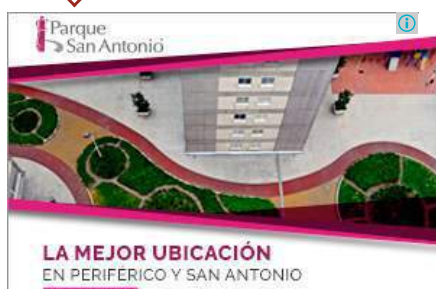 Parque
San Antonio
LA MEJOR UBICACIÓN
EN PERIFÉRICO Y SAN ANTONIO